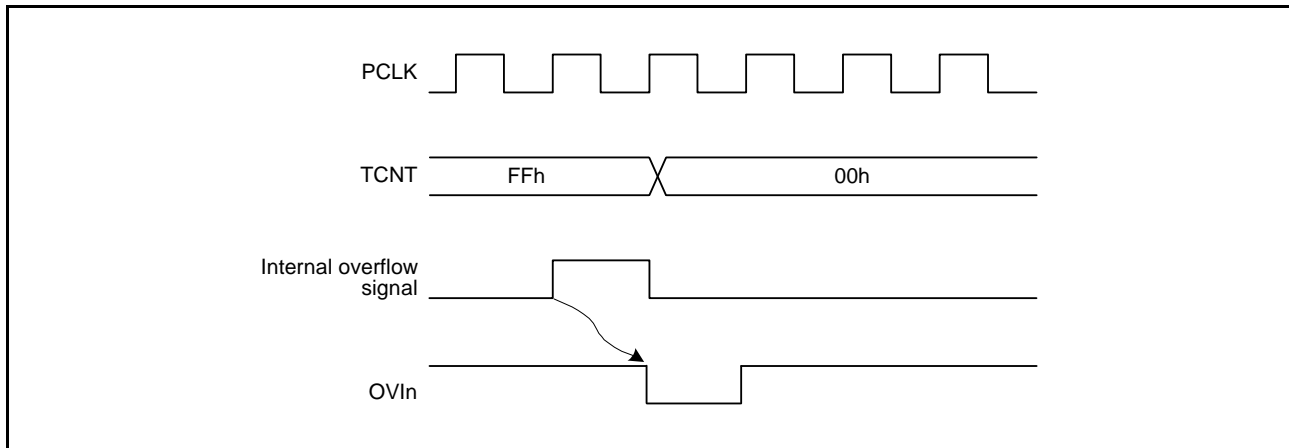 PCLK
TCNT
FFh
00h
Internal overflow
signal
OVIn